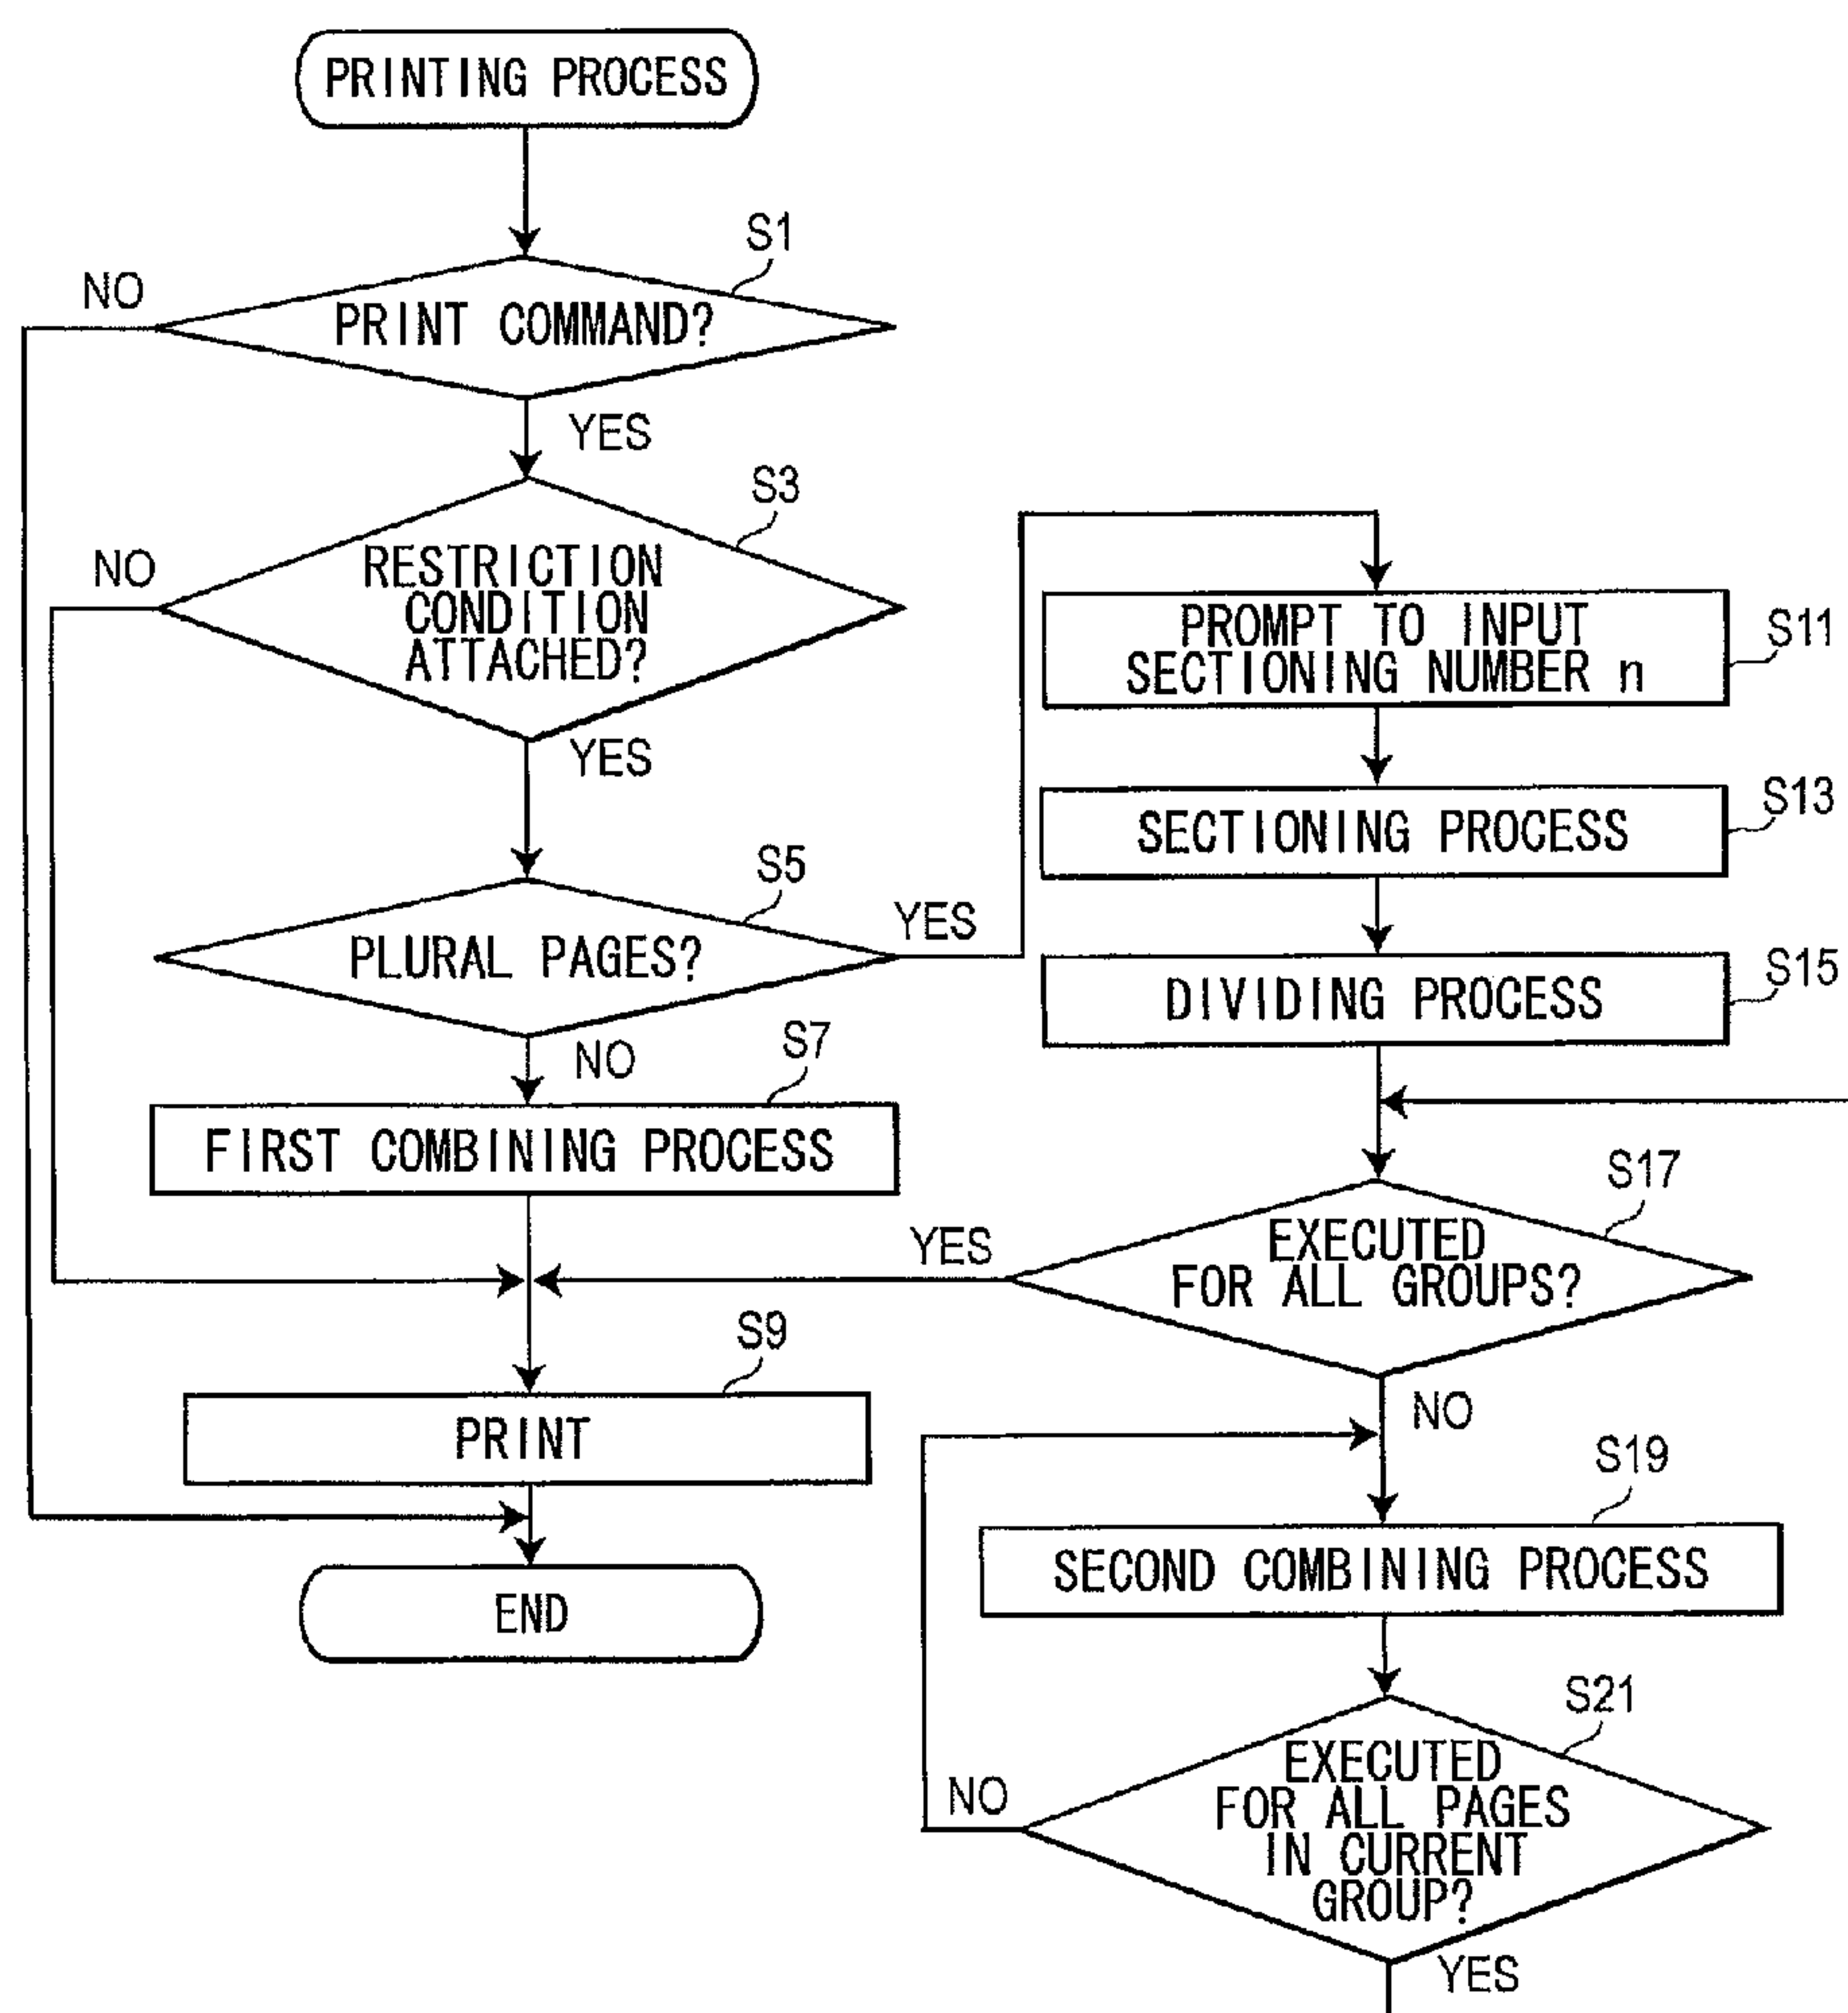 PRINTING PROCESS
S1
NO
PRINT COMMAND?
YES
S3
NO
RESTRICTION
CONDITION
ATTACHED?
YES
S5
PLURAL PAGES?
YES
NO
S7
FIRST COMBINING PROCESS
S9
PRINT
END
PROMPT TO INPUT
SECTIONING NUMBER n
S11
SECTIONING PROCESS
S13
DIVIDING PROCESS
S15
S17
YES
EXECUTED
FOR ALL GROUPS?
NO
S19
SECOND COMBINING PROCESS
S21
EXECUTED
FOR ALL PAGES
IN CURRENT
GROUP?
NO
YES